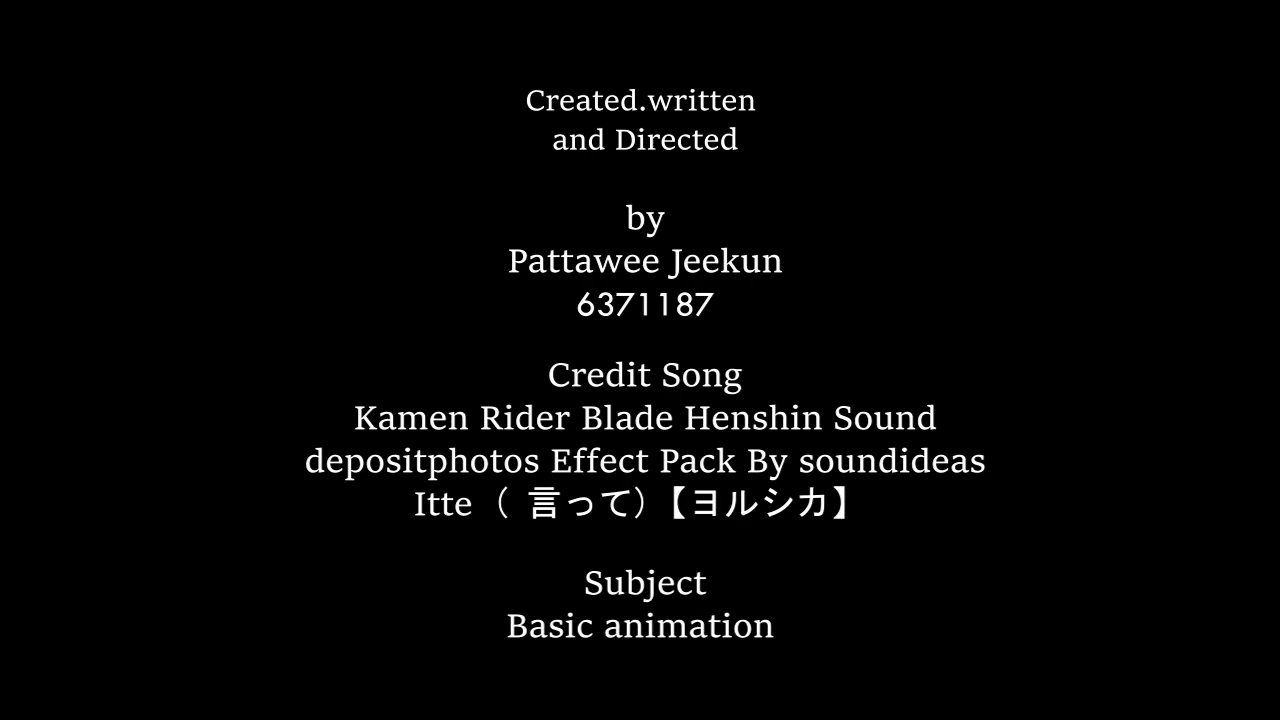 Created.written
and Directed
by
Pattawee Jeekun
6371187
Credit Song
Kamen Rider Blade Henshin Sound
depositphotos Effect Pack By soundideas
Itte （ 言って）【ヨルシカ】
Subject
Basic animation